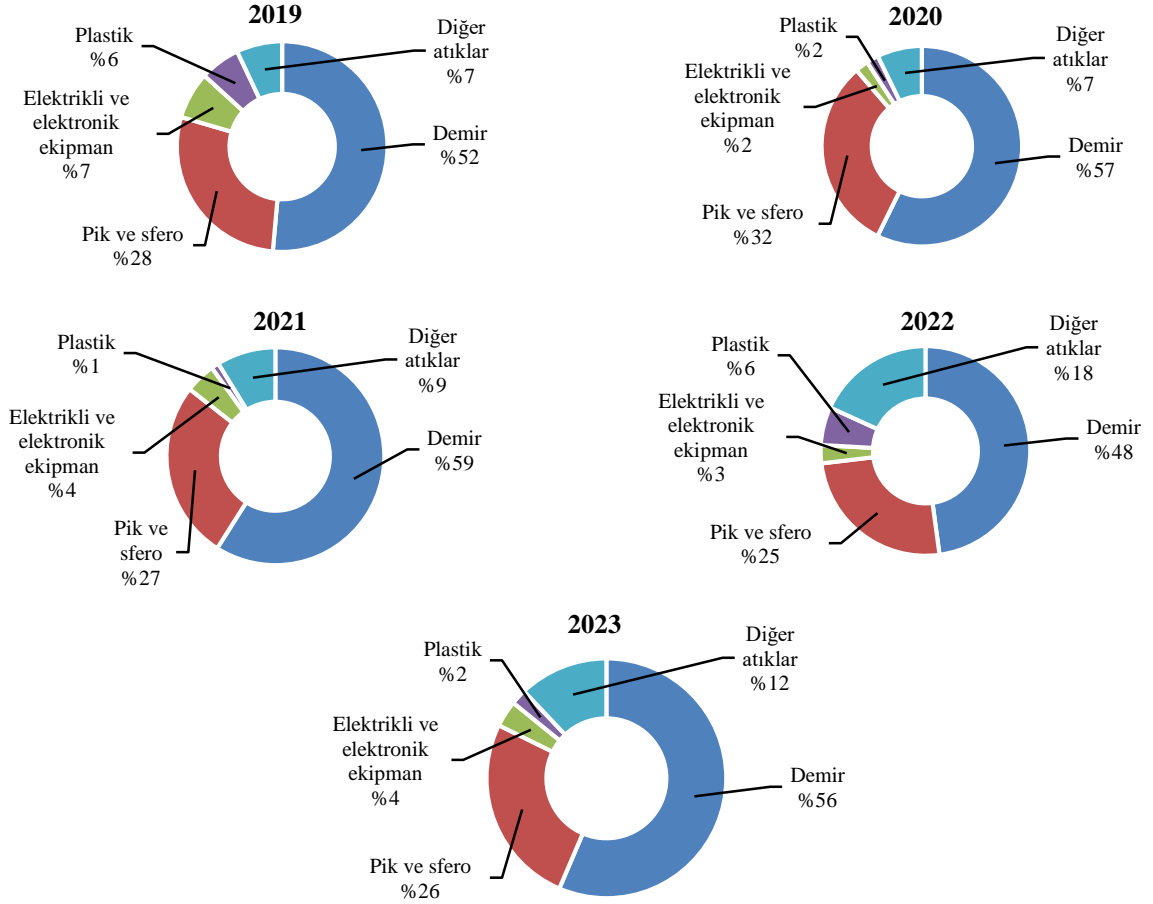 2019
Plastik
%6
Diğer
atıklar
%7
Elektrikli ve
elektronik
ekipman
%7
Demir
%52
Pik ve sfero
%28
2020
Plastik
%2
Diğer
atıklar
%7
Elektrikli ve
elektronik
ekipman
%2
Demir
%57
Pik ve sfero
%32
2021
Plastik
%1
Diğer
atıklar
%9
Elektrikli ve
elektronik
ekipman
%4
Demir
%59
Pik ve
sfero
%27
2022
Plastik
%6
Diğer
atıklar
%18
Elektrikli ve
elektronik
ekipman
%3
Demir
%48
Pik ve sfero
%25
2023
Plastik
%2
Diğer
atıklar
%12
Elektrikli ve
elektronik
ekipman
%4
Demir
%56
Pik ve sfero
%26